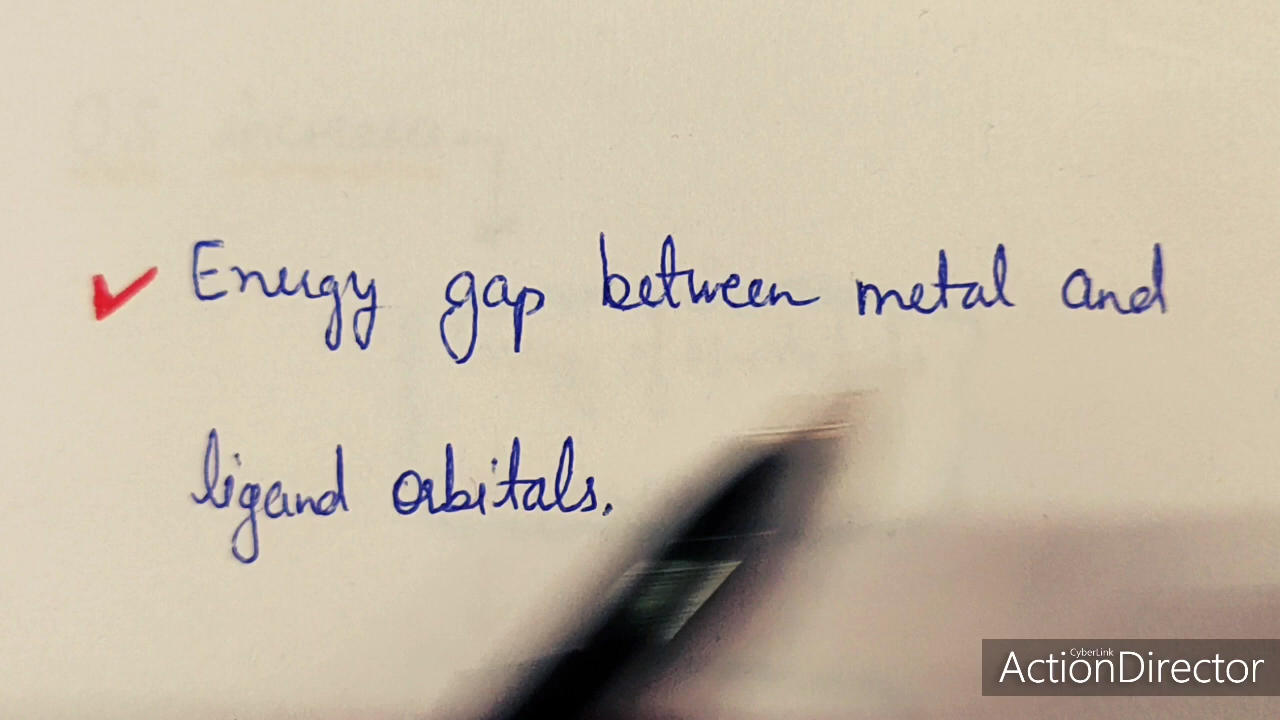 Energy gap between metal and
ligand orbitals.
CyberLink
ActionDirector